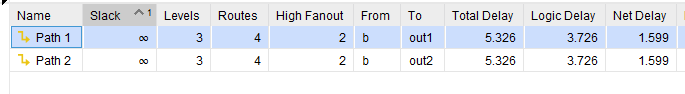 Name Slack ^1 Levels Routes High Fanout From To Total Delay Logic Delay Net Delay
Path 1 ∞ 3 4 2 b out1 5.326 3.726 1.599
Path 2 ∞ 3 4 2 b out2 5.326 3.726 1.599